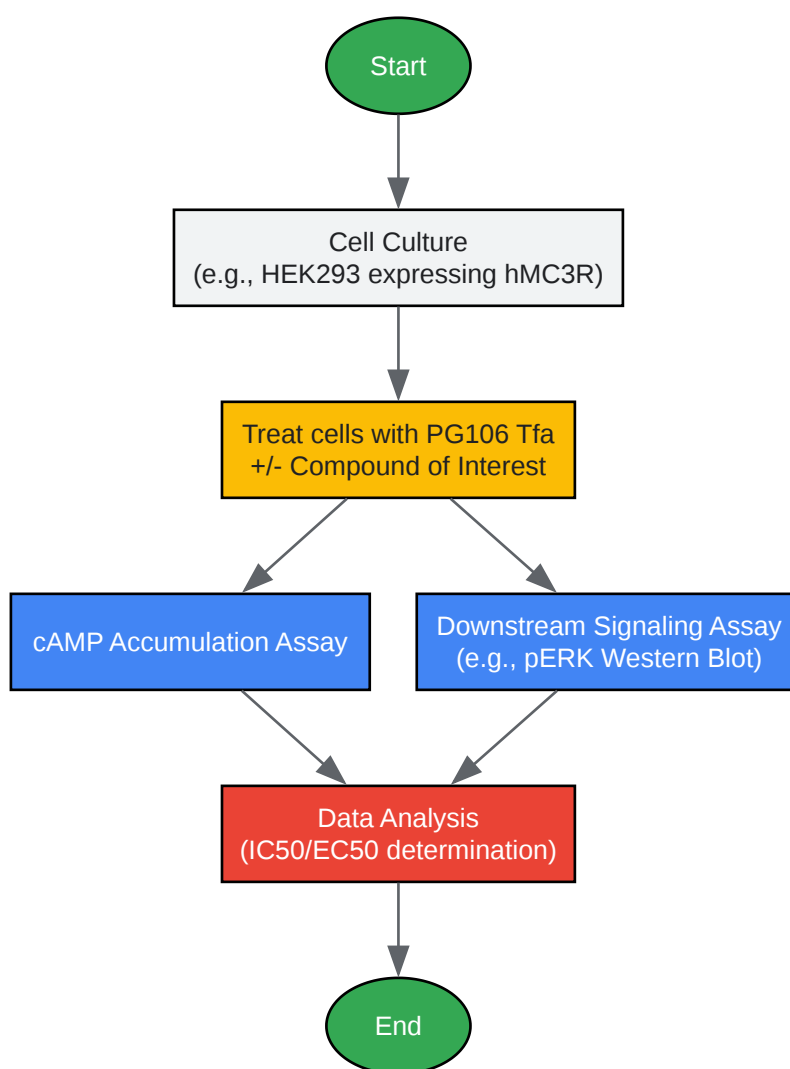 Start
Cell Culture
(e.g., HEK293 expressing hMC3R)
Treat cells with PG106 Tfa
+/- Compound of Interest
cAMP Accumulation Assay
Downstream Signaling Assay
(e.g., pERK Western Blot)
Data Analysis
(IC50/EC50 determination)
End